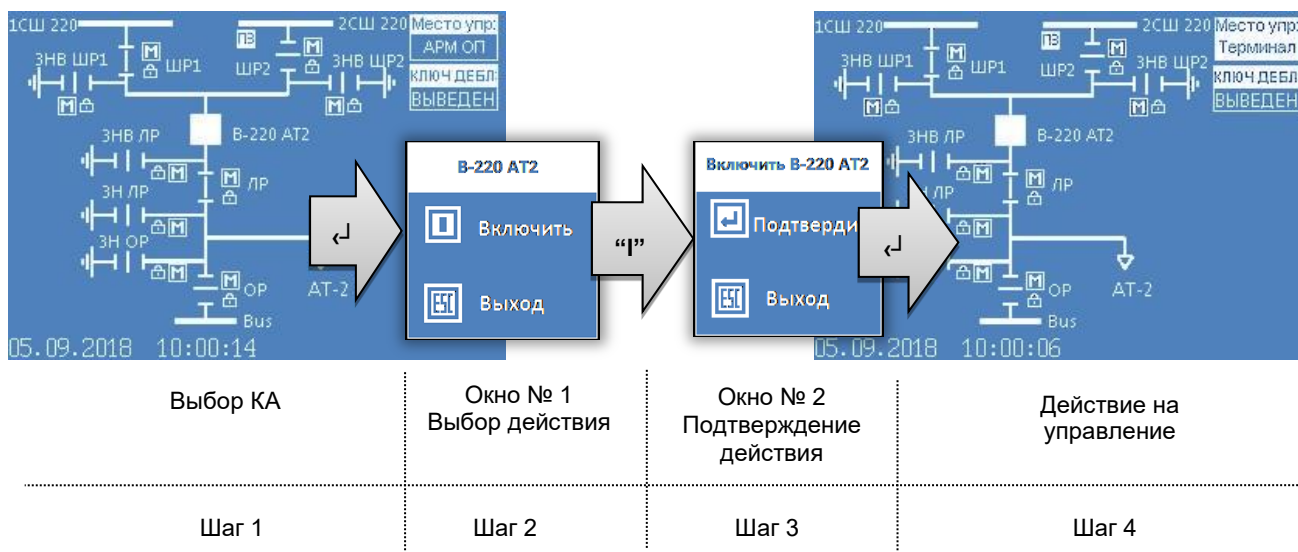 1СШ 220
2СШ 220
Место упр:
АРМ ОП
КЛЮЧ ДЕБЛ:
ВЫВЕДЕН
ПЗ
М
ЗНВ ШР1
М
ШР1
ШР2
М
ЗНВ ШР2
М
В-220 АТ2
ЗНВ ЛР
М
М
ЛР
ЗН ЛР
М
ЗН ОР
М
М
ОР
АТ-2
Bus
05.09.2018 10:00:14
↵
В-220 АТ2
I
Включить
ESC
Выход
“I”
Включить В-220 АТ2
↵
Подтверди
ESC
Выход
↵
1СШ 220
2СШ 220
Место упр:
Терминал
КЛЮЧ ДЕБЛ
ВЫВЕДЕН
ПЗ
М
ЗНВ ШР1
М
ШР1
ШР2
М
ЗНВ ШР2
М
В-220 АТ2
ЗНВ ЛР
М
М
ЛР
ЛР
М
М
М
ОР
АТ-2
Bus
05.09.2018 10:00:06
Выбор КА
Окно № 1
Выбор действия
Окно № 2
Подтверждение
действия
Действие на
управление
Шаг 1
Шаг 2
Шаг 3
Шаг 4